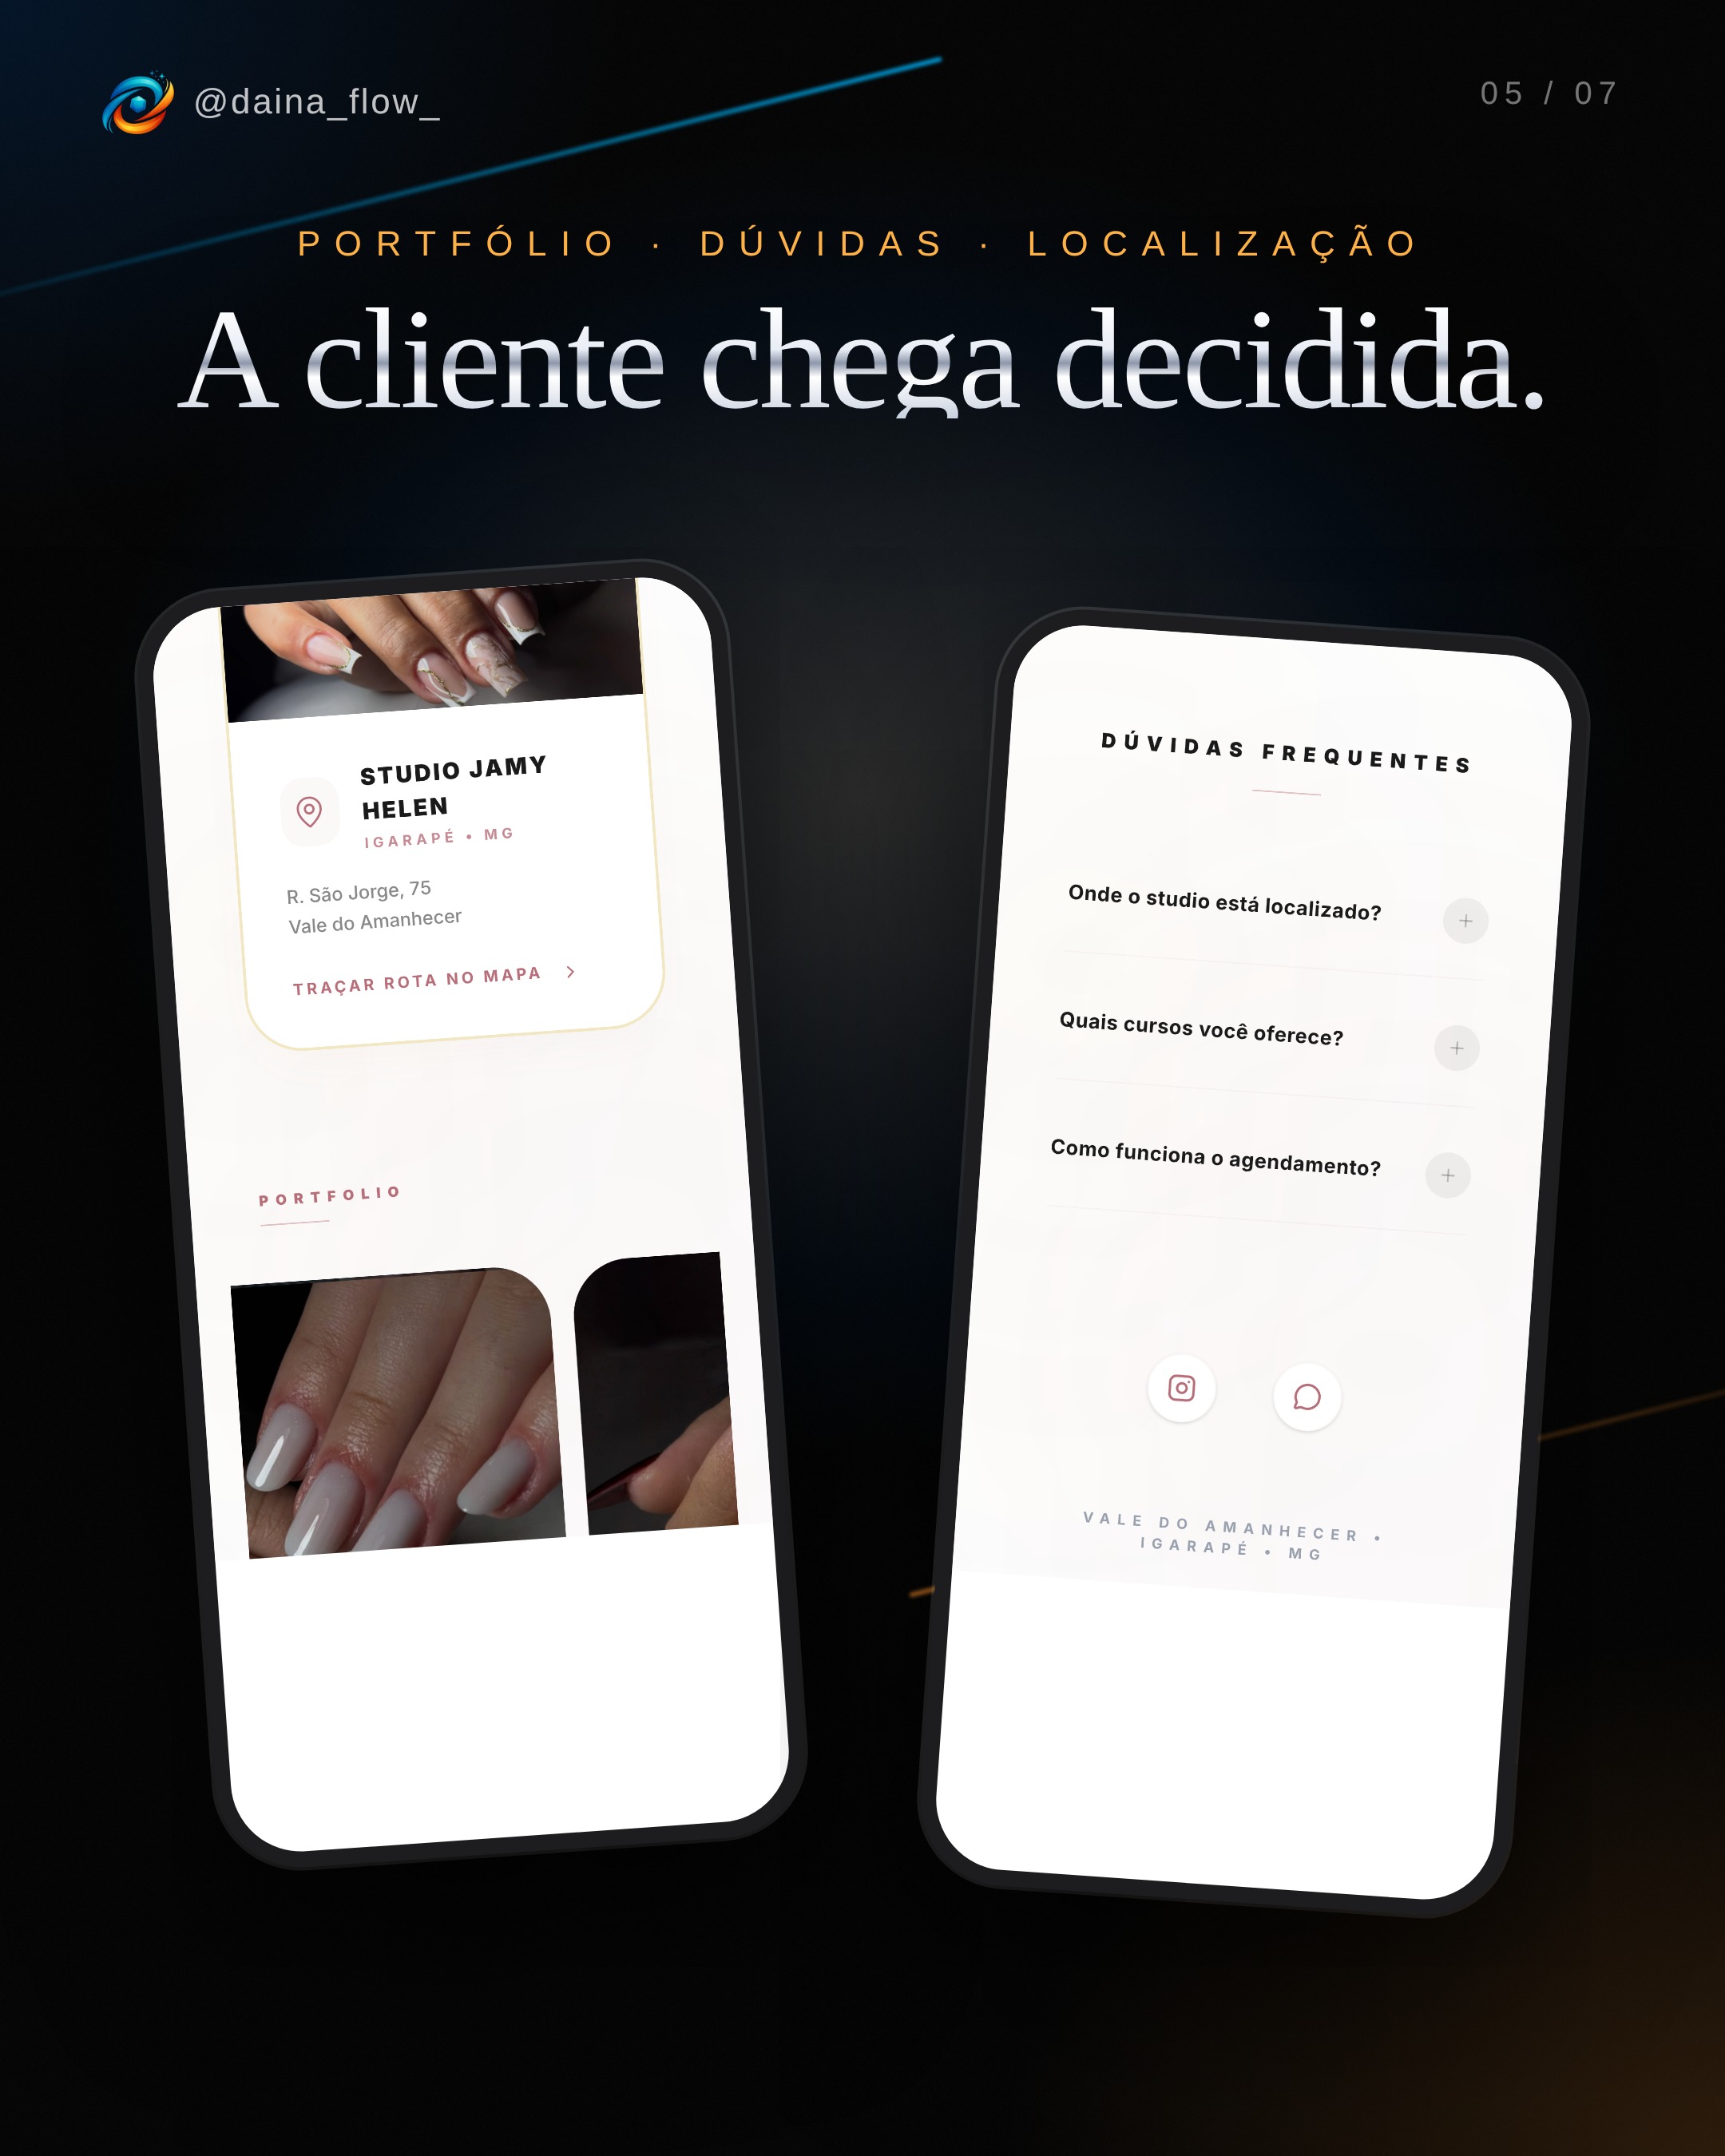 @daina_flow_
05 / 07
PORTFÓLIO · DÚVIDAS · LOCALIZAÇÃO
A cliente chega decidida.
STUDIO JAMY
HELEN
IGARAPÉ • MG
R. São Jorge, 75
Vale do Amanhecer
TRAÇAR ROTA NO MAPA
PORTFOLIO
DÚVIDAS FREQUENTES
Onde o studio está localizado?
Quais cursos você oferece?
Como funciona o agendamento?
VALE DO AMANHECER •
IGARAPÉ • MG